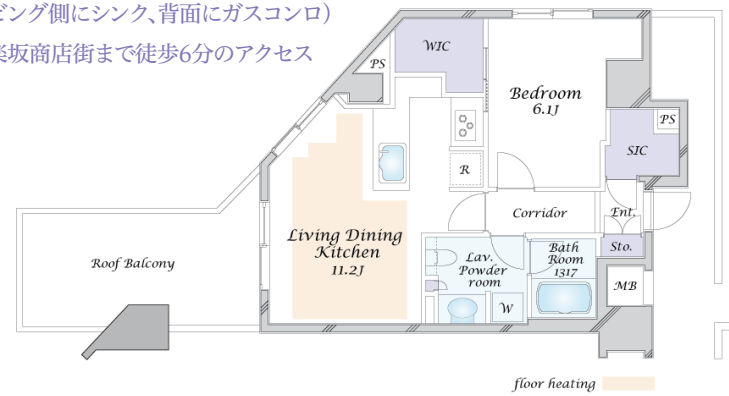 ビング側にシンク、背面にガスコンロ)
楽坂商店街まで徒歩6分のアクセス
PS
WIC
Bedroom
6.1J
PS
SIC
R
Corridor
Ent.
Living Dining
Kitchen
11.2J
Roof Balcony
Lav.
Powder
room
Bath
Room
1317
Sto.
W
MB
floor heating